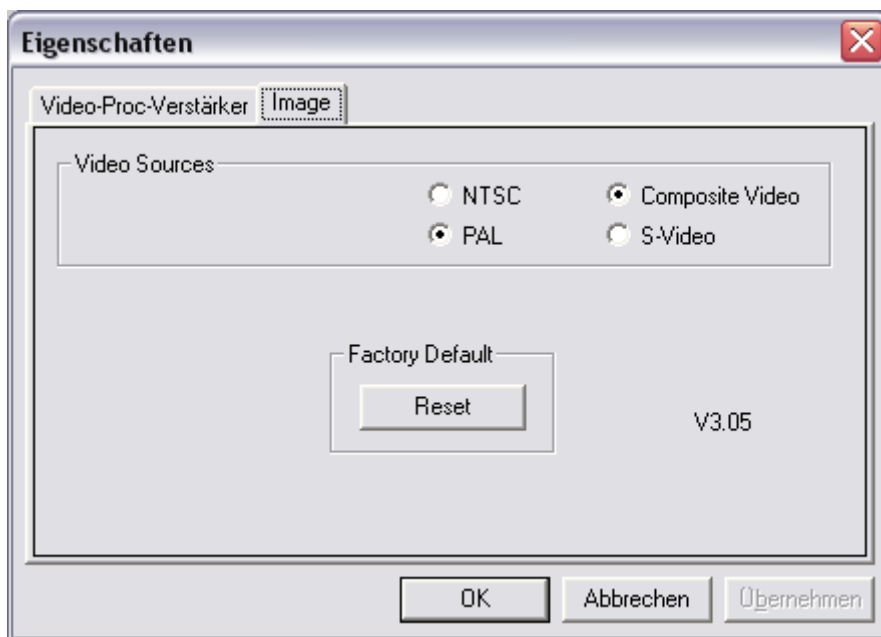 Eigenschaften
Video-Proc-Verstärker Image
Video Sources
NTSC Composite Video
PAL S-Video
Factory Default
Reset
V3.05
OK Abbrechen Übernehmen